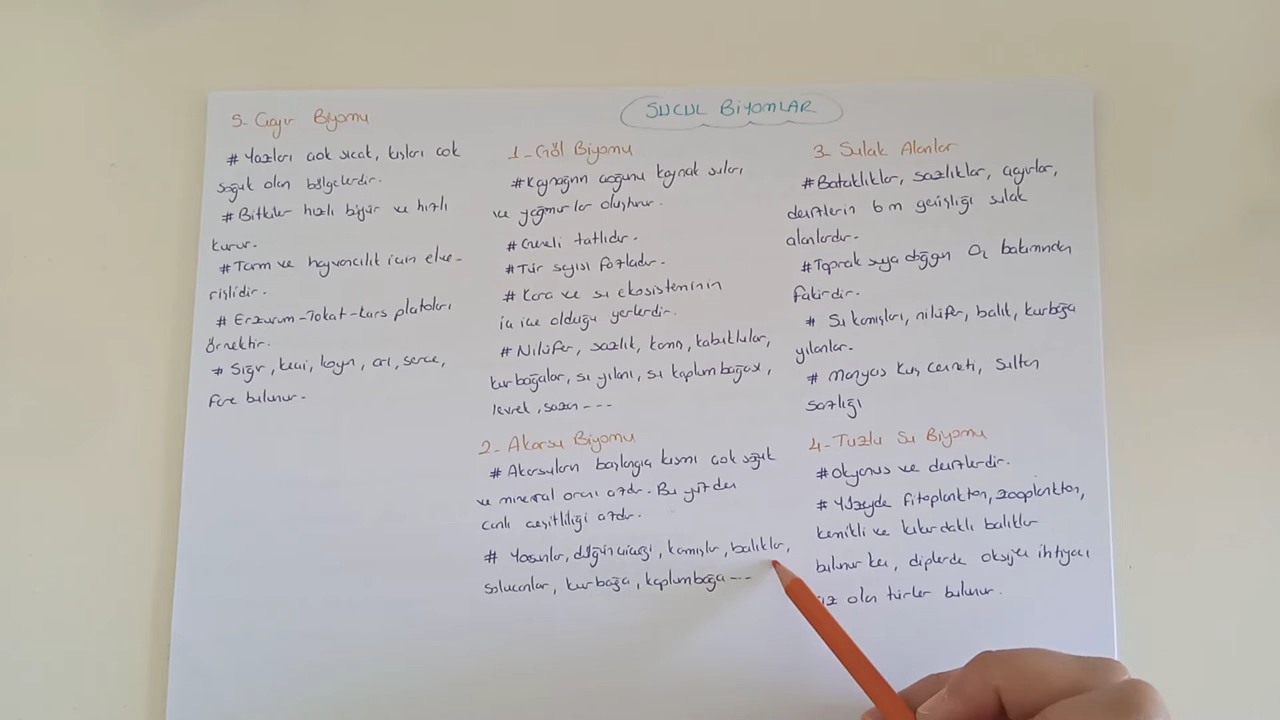 5- Çayır Biyomu
# Yazları çok sıcak, kışları çok
soğuk olan bölgelerdir.
# Bitkiler hızlı büyür ve hızlı
kurur.
# Tarım ve hayvancılık için elve-
rişlidir.
# Erzurum-Tokat-Kars platoları
örnektir.
# Sığır, keçi, koyun, arı, serçe,
fare bulunur.
SUCUL BİYOMLAR
1- Göl Biyomu
# Kaynağının çoğunu kaynak suları
ve yağmurlar oluşturur.
# Geneli tatlıdır.
# Tür sayısı fazladır.
# Kara ve su ekosisteminin
iç içe olduğu yerlerdir.
# Nilüfer, sazlık, kamış, kabuklular,
kurbağalar, su yılanı, su kaplumbağası,
levrek, sazan ---
2- Akarsu Biyomu
# Akarsuların başlangıç kısmı çok soğuk
ve mineral oranı azdır. Bu yüzden
canlı çeşitliliği azdır.
# Yosunlar, düğün çiçeği, kamışlar, balıklar,
solucanlar, kurbağa, kaplumbağa ---
3- Sulak Alanlar
# Bataklıklar, sazlıklar, çayırlar,
denizlerin 6 m genişliği sulak
alanlardır.
# Toprak suya doygun O₂ bakımından
fakirdir.
# Su kamışları, nilüfer, balık, kurbağa
yılanlar.
# Manyas Kuş Cenneti, Sultan
Sazlığı
4- Tuzlu Su Biyomu
# Okyanus ve denizlerdir.
# Yüzeyde fitoplankton, zooplankton,
kemikli ve kıkırdaklı balıklar
bulunurken, diplerde oksijen ihtiyacı
olan türler bulunur.